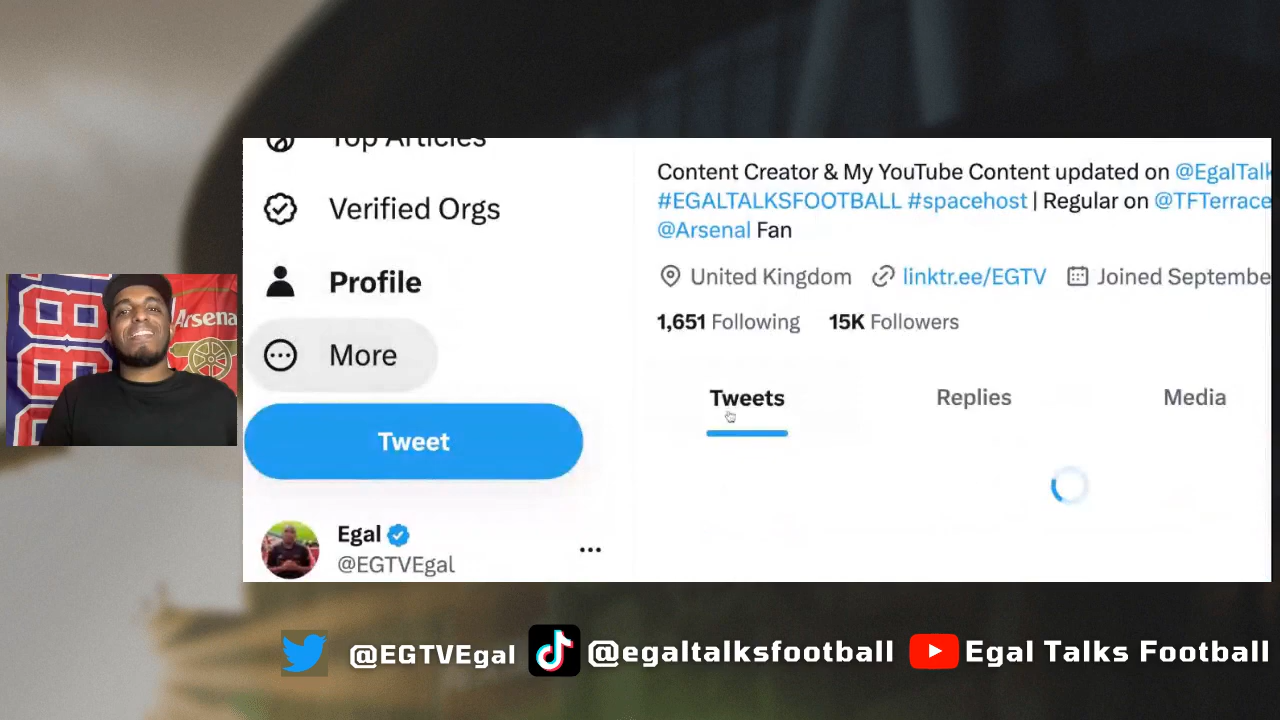 Top Articles
Verified Orgs
Profile
More
Tweet
Egal
@EGTVEgal
Content Creator & My YouTube Content updated on @EgalTalk
#EGALTALKSFOOTBALL #spacehost | Regular on @TFTerrace
@Arsenal Fan
United Kingdom linktr.ee/EGTV Joined Septembe
1,651 Following 15K Followers
Tweets Replies Media
Arsenal
@EGTVEgal @egaltalksfootball Egal Talks Football